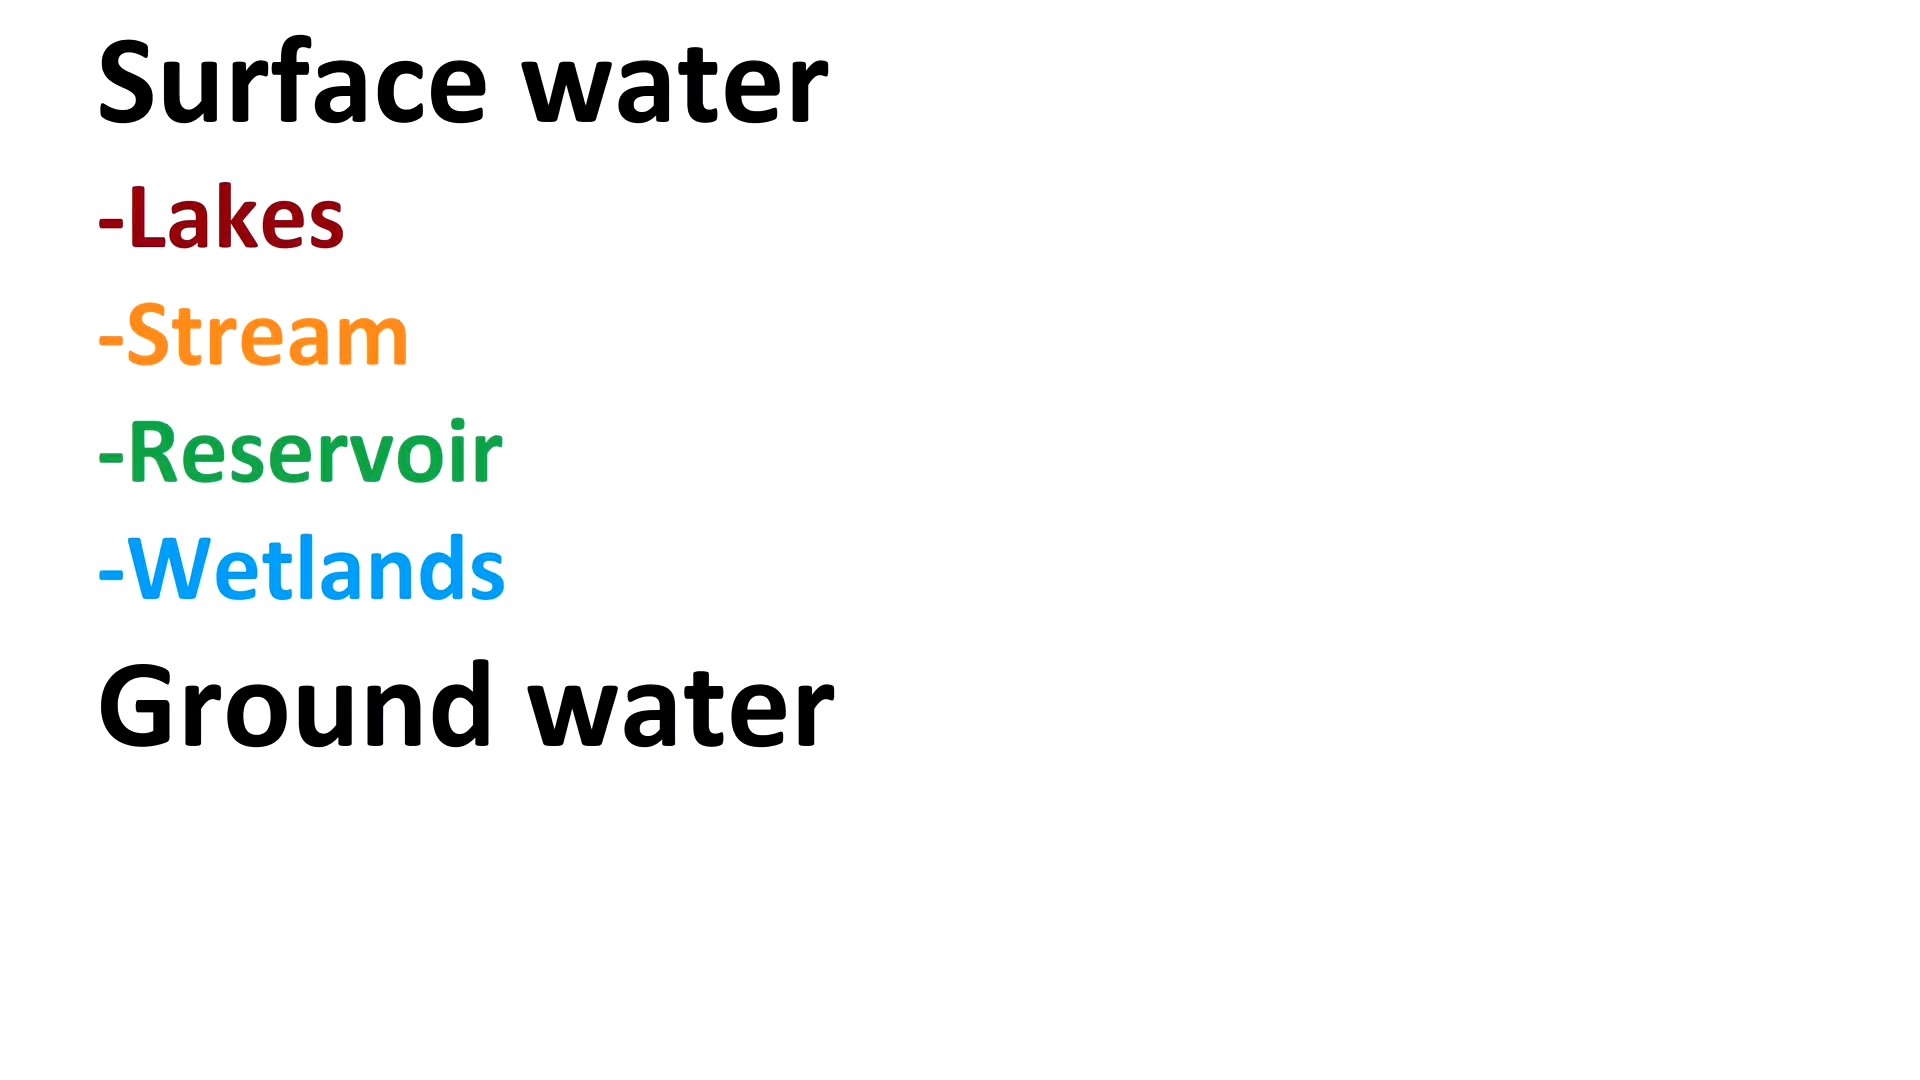 Surface water
-Lakes
-Stream
-Reservoir
-Wetlands
Ground water